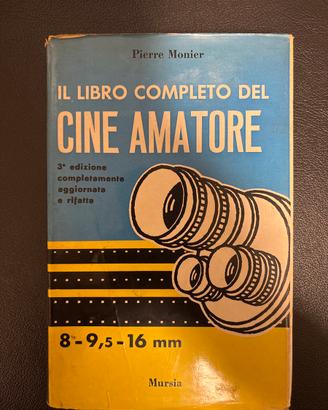 Pierre Monier
IL LIBRO COMPLETO DEL
CINE AMATORE
3ª edizione
completamente
aggiornata
e rifatta
8-9,5-16 mm
Mursia